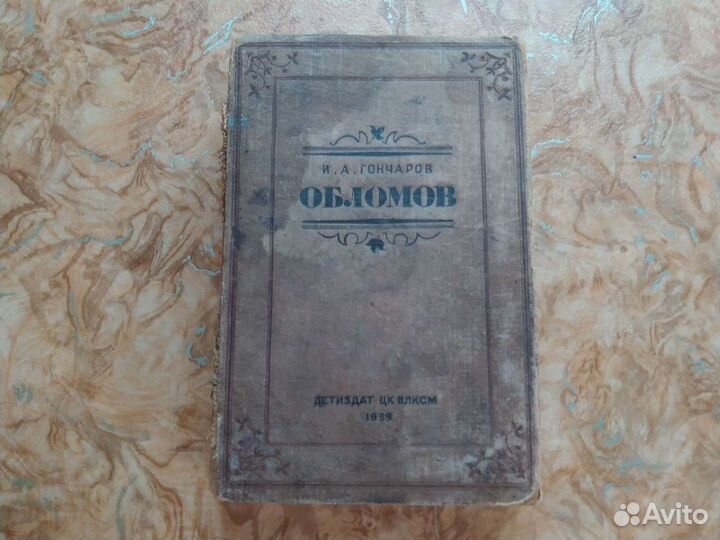 И. А. ГОНЧАРОВ
ОБЛОМОВ
ДЕТИЗДАТ ЦК ВЛКСМ
1939
Avito